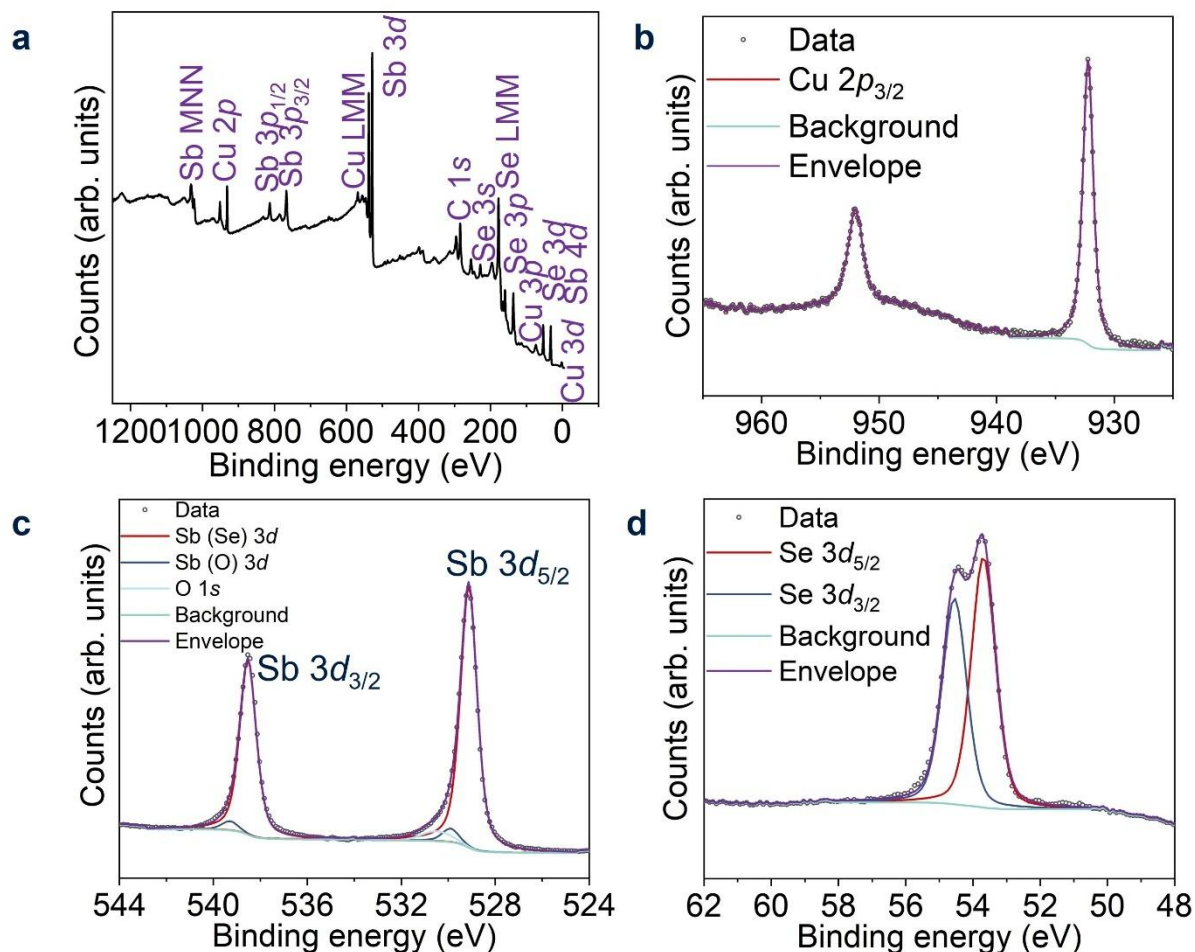 a
Counts (arb. units)
Sb MNN
Cu 2p
Sb 3p1/2
Sb 3p3/2
Cu LMM
Sb 3d
C 1s
Se 3s
Se LMM
Se 3p
Cu 3p
Se 3d
Sb 4d
Cu 3d
1200 1000 800 600 400 200 0
Binding energy (eV)
b
Counts (arb. units)
Data
Cu 2p3/2
Background
Envelope
960 950 940 930
Binding energy (eV)
c
Counts (arb. units)
Data
Sb (Se) 3d
Sb (O) 3d
O 1s
Background
Envelope
Sb 3d5/2
Sb 3d3/2
544 540 536 532 528 524
Binding energy (eV)
d
Counts (arb. units)
Data
Se 3d5/2
Se 3d3/2
Background
Envelope
62 60 58 56 54 52 50 48
Binding energy (eV)